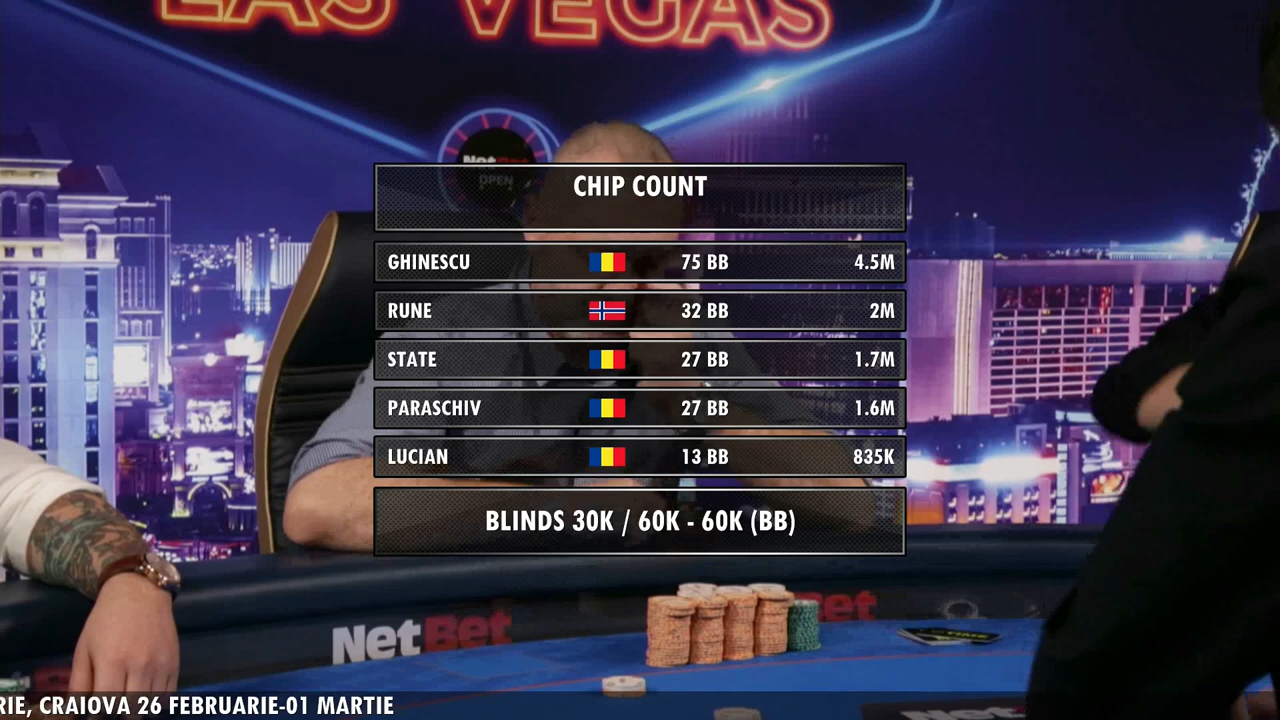 LAS VEGAS
NetBet
OPEN
CHIP COUNT
GHINESCU 75 BB 4.5M
RUNE 32 BB 2M
STATE 27 BB 1.7M
PARASCHIV 27 BB 1.6M
LUCIAN 13 BB 835K
BLINDS 30K / 60K - 60K (BB)
NetBet
RIE, CRAIOVA 26 FEBRUARIE-01 MARTIE